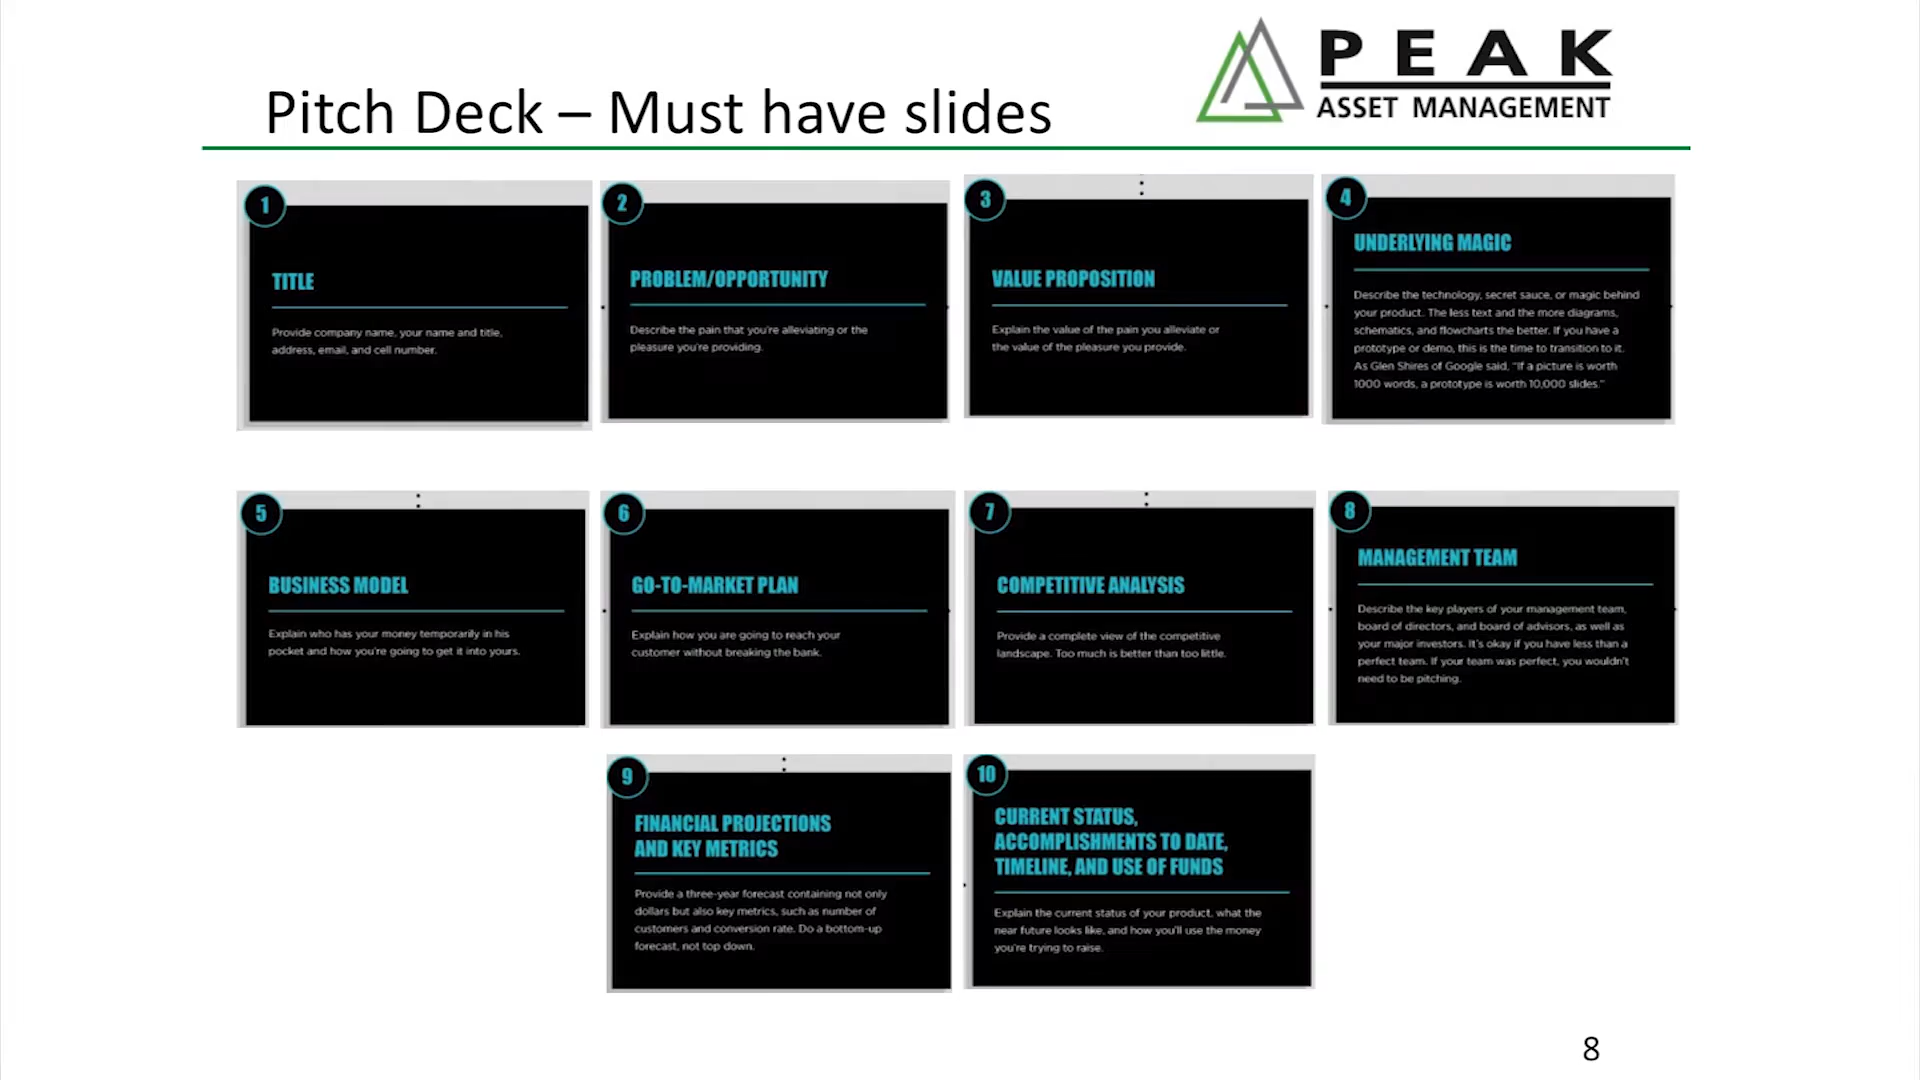 PEAK
ASSET MANAGEMENT
Pitch Deck – Must have slides
1
TITLE
Provide company name, your name and title,
address, email, and cell number.
2
PROBLEM/OPPORTUNITY
Describe the pain that you're alleviating or the
pleasure you're providing.
3
VALUE PROPOSITION
Explain the value of the pain you alleviate or
the value of the pleasure you provide.
4
UNDERLYING MAGIC
Describe the technology, secret sauce, or magic behind
your product. The less text and the more diagrams,
schematics, and flowcharts the better. If you have a
prototype or demo, this is the time to transition to it.
As Glen Shires of Google said, "If a picture is worth
1000 words, a prototype is worth 10,000 slides."
5
BUSINESS MODEL
Explain who has your money temporarily in his
pocket and how you're going to get it into yours.
6
GO-TO-MARKET PLAN
Explain how you are going to reach your
customer without breaking the bank.
7
COMPETITIVE ANALYSIS
Provide a complete view of the competitive
landscape. Too much is better than too little.
8
MANAGEMENT TEAM
Describe the key players of your management team,
board of directors, and board of advisors, as well as
your major investors. It's okay if you have less than a
perfect team. If your team was perfect, you wouldn't
need to be pitching.
9
FINANCIAL PROJECTIONS
AND KEY METRICS
Provide a three-year forecast containing not only
dollars but also key metrics, such as number of
customers and conversion rate. Do a bottom-up
forecast, not top down.
10
CURRENT STATUS,
ACCOMPLISHMENTS TO DATE,
TIMELINE, AND USE OF FUNDS
Explain the current status of your product, what the
near future looks like, and how you'll use the money
you're trying to raise.
8